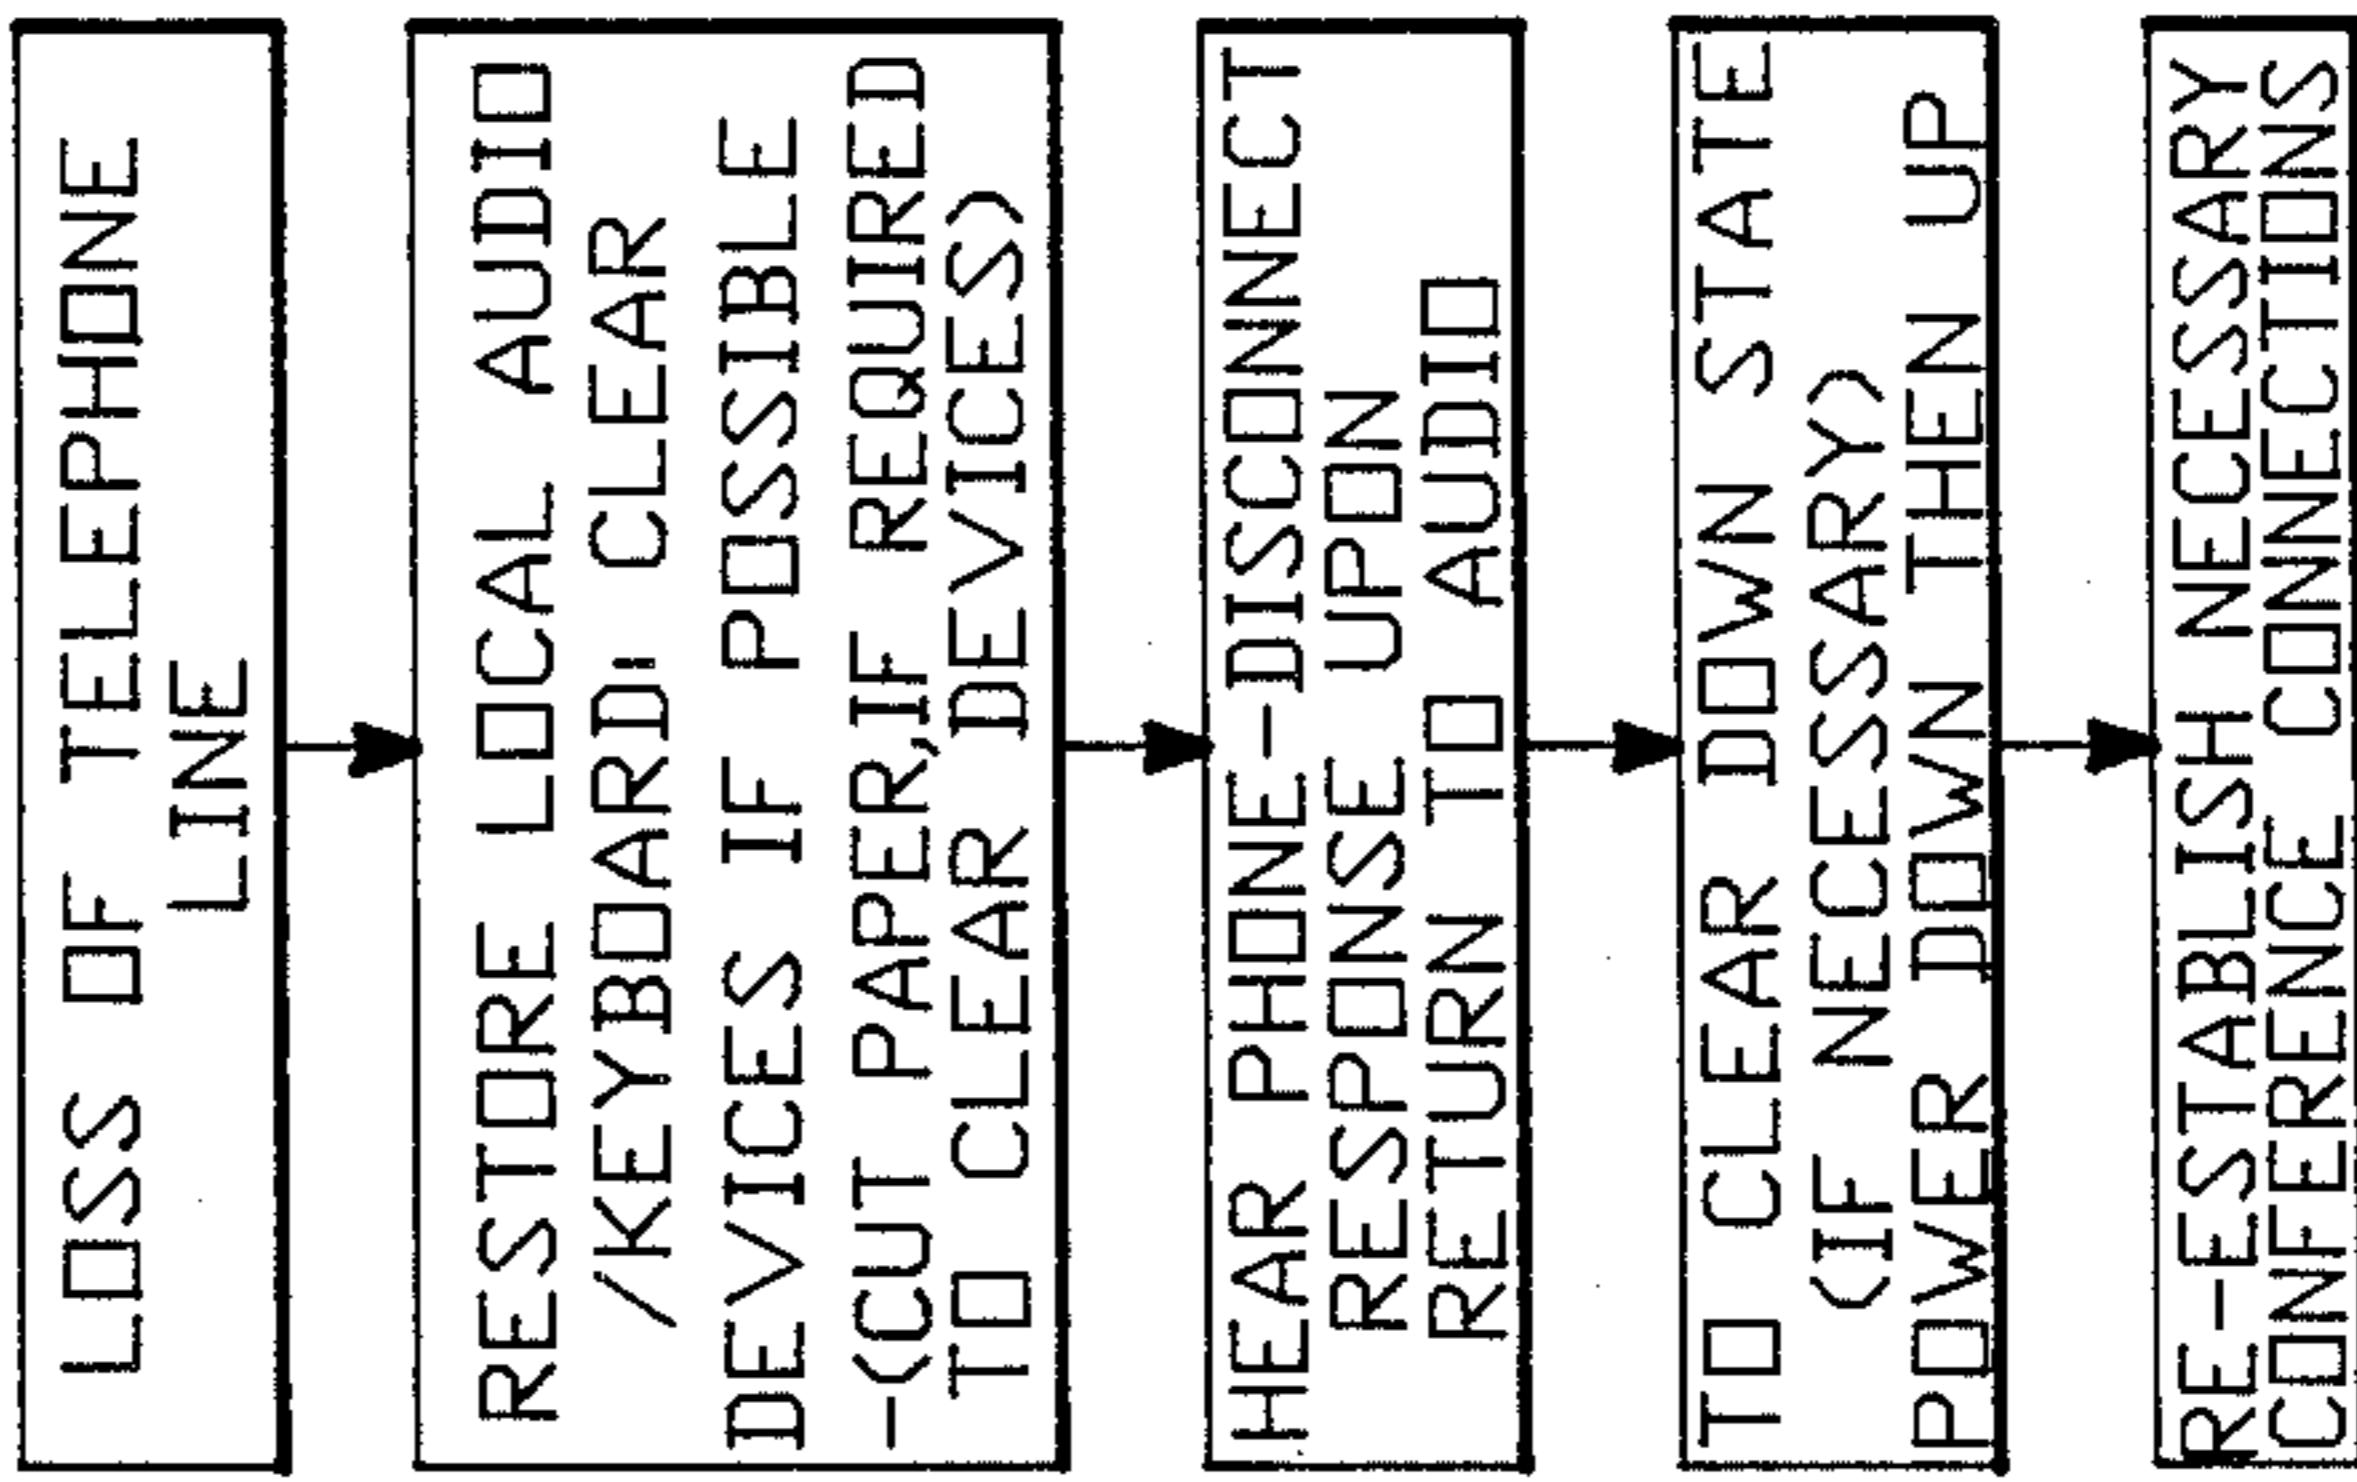 LOSS OF TELEPHONE
LINE
RESTORE LOCAL AUDIO
/KEYBOARD: CLEAR
DEVICES IF POSSIBLE
-(CUT PAPER,IF REQUIRED
TO CLEAR DEVICES)
HEAR PHONE-DISCONNECT
RESPONSE UPON
RETURN TO AUDIO
TO CLEAR DOWN STATE
(IF NECESSARY)
POWER DOWN THEN UP
RE-ESTABLISH NECESSARY
CONFERENCE CONNECTIONS